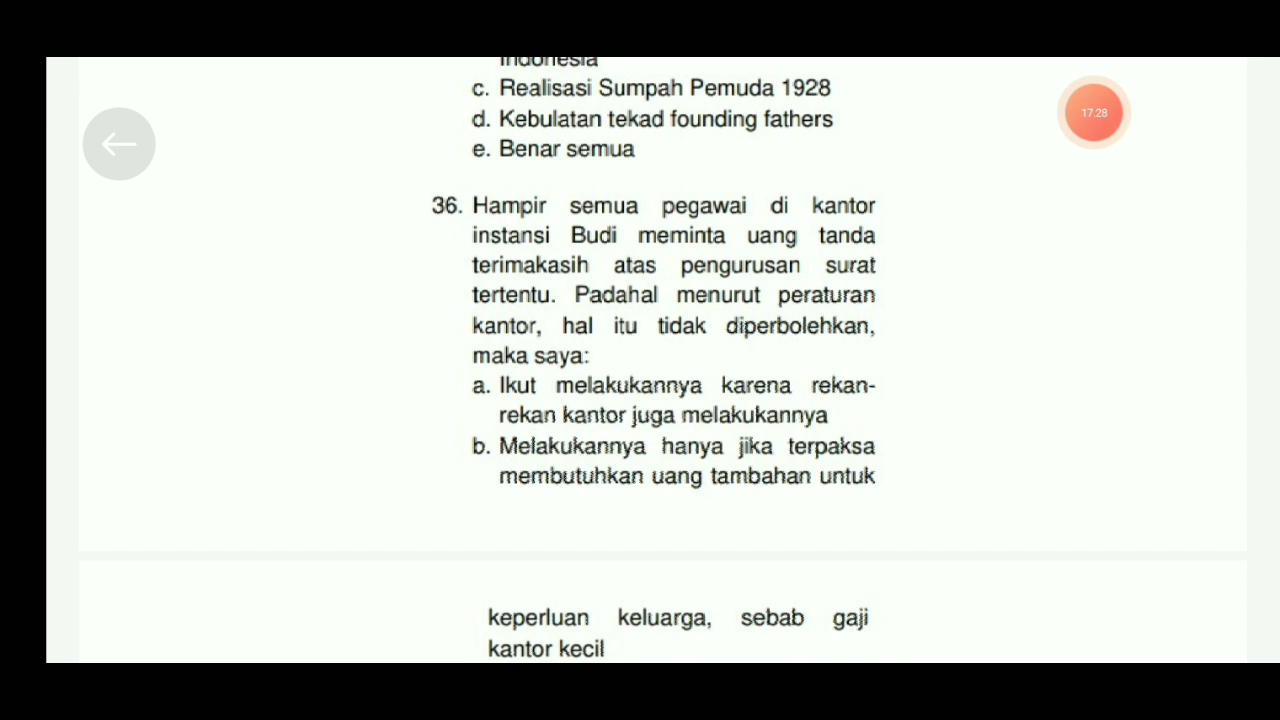 Indonesia
c. Realisasi Sumpah Pemuda 1928
17.28
d. Kebulatan tekad founding fathers
e. Benar semua
36. Hampir semua pegawai di kantor
instansi Budi meminta uang tanda
terimakasih atas pengurusan surat
tertentu. Padahal menurut peraturan
kantor, hal itu tidak diperbolehkan,
maka saya:
a. Ikut melakukannya karena rekan-
rekan kantor juga melakukannya
b. Melakukannya hanya jika terpaksa
membutuhkan uang tambahan untuk
keperluan keluarga, sebab gaji
kantor kecil